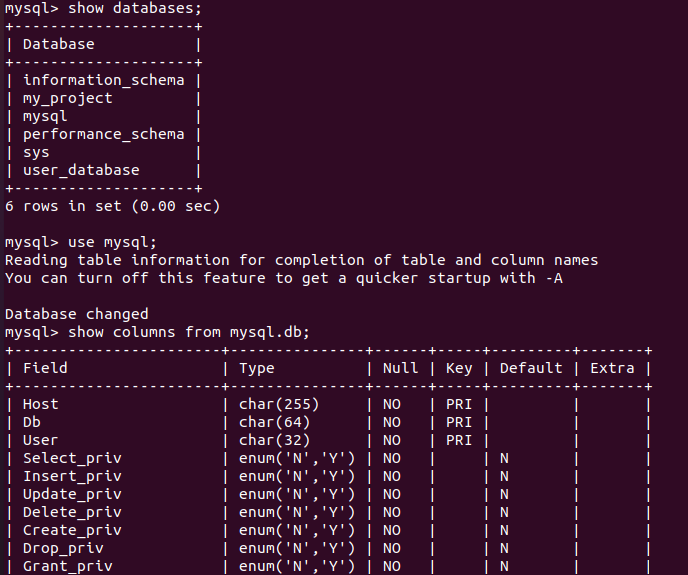 mysql> show databases;
+--------------------+
| Database           |
+--------------------+
| information_schema |
| my_project         |
| mysql              |
| performance_schema |
| sys                |
| user_database      |
+--------------------+
6 rows in set (0.00 sec)

mysql> use mysql;
Reading table information for completion of table and column names
You can turn off this feature to get a quicker startup with -A

Database changed
mysql> show columns from mysql.db;
+-----------------------+---------------+------+-----+---------+-------+
| Field                 | Type          | Null | Key | Default | Extra |
+-----------------------+---------------+------+-----+---------+-------+
| Host                  | char(255)     | NO   | PRI |         |       |
| Db                    | char(64)      | NO   | PRI |         |       |
| User                  | char(32)      | NO   | PRI |         |       |
| Select_priv           | enum('N','Y') | NO   |     | N       |       |
| Insert_priv           | enum('N','Y') | NO   |     | N       |       |
| Update_priv           | enum('N','Y') | NO   |     | N       |       |
| Delete_priv           | enum('N','Y') | NO   |     | N       |       |
| Create_priv           | enum('N','Y') | NO   |     | N       |       |
| Drop_priv             | enum('N','Y') | NO   |     | N       |       |
| Grant_priv            | enum('N','Y') | NO   |     | N       |       |